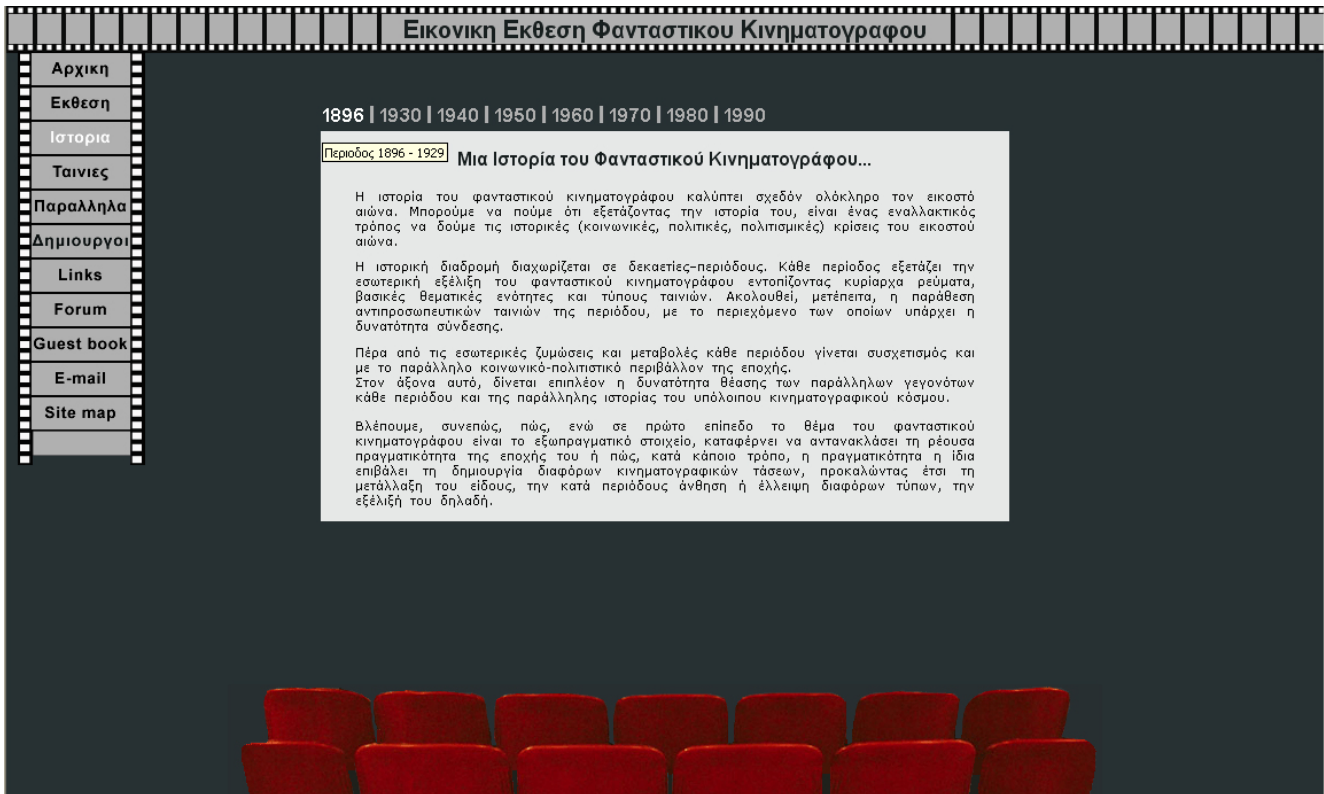 Εικονικη Εκθεση Φανταστικου Κινηματογραφου
Αρχικη
Εκθεση
Ιστορια
Ταινιες
Παραλληλα
Δημιουργοι
Links
Forum
Guest book
E-mail
Site map
1896 | 1930 | 1940 | 1950 | 1960 | 1970 | 1980 | 1990
Περιοδος 1896 - 1929
Μια Ιστορία του Φανταστικού Κινηματογράφου...
Η ιστορία του φανταστικού κινηματογράφου καλύπτει σχεδόν ολόκληρο τον εικοστό
αιώνα. Μπορούμε να πούμε ότι εξετάζοντας την ιστορία του, είναι ένας εναλλακτικός
τρόπος να δούμε τις ιστορικές (κοινωνικές, πολιτικές, πολιτισμικές) κρίσεις του εικοστού
αιώνα.
Η ιστορική διαδρομή διαχωρίζεται σε δεκαετίες–περιόδους. Κάθε περίοδος εξετάζει την
εσωτερική εξέλιξη του φανταστικού κινηματογράφου εντοπίζοντας κυρίαρχα ρεύματα,
βασικές θεματικές ενότητες και τύπους ταινιών. Ακολουθεί, μετέπειτα, η παράθεση
αντιπροσωπευτικών ταινιών της περιόδου, με το περιεχόμενο των οποίων υπάρχει η
δυνατότητα σύνδεσης.
Πέρα από τις εσωτερικές ζυμώσεις και μεταβολές κάθε περιόδου γίνεται συσχετισμός και
με το παράλληλο κοινωνικό-πολιτιστικό περιβάλλον της εποχής.
Στον άξονα αυτό, δίνεται επιπλέον η δυνατότητα θέασης των παράλληλων γεγονότων
κάθε περιόδου και της παράλληλης ιστορίας του υπόλοιπου κινηματογραφικού κόσμου.
Βλέπουμε, συνεπώς, πώς, ενώ σε πρώτο επίπεδο το θέμα του φανταστικού
κινηματογράφου είναι το εξωπραγματικό στοιχείο, καταφέρνει να αντανακλάσει τη ρέουσα
πραγματικότητα της εποχής του ή πώς, κατά κάποιο τρόπο, η πραγματικότητα η ίδια
επιβάλει τη δημιουργία διαφόρων κινηματογραφικών τάσεων, προκαλώντας έτσι τη
μετάλλαξη του είδους, την κατά περιόδους άνθηση ή έλλειψη διαφόρων τύπων, την
εξέλιξή του δηλαδή.